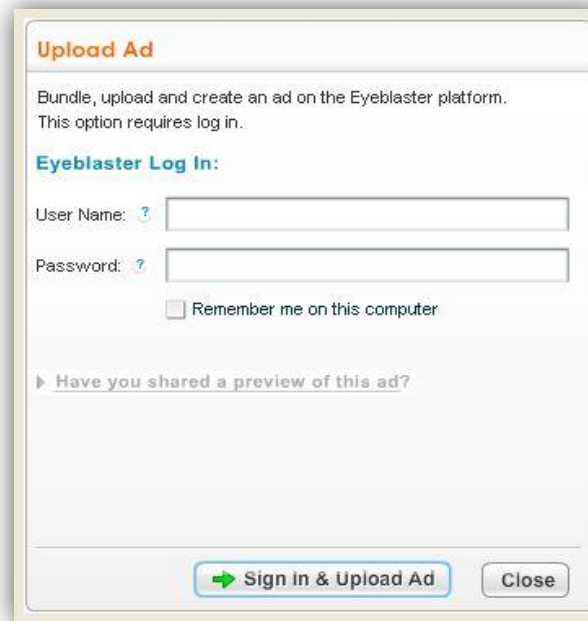 Upload Ad
Bundle, upload and create an ad on the Eyeblaster platform.
This option requires log in.
Eyeblaster Log In:
User Name: ?
Password: ?
Remember me on this computer
Have you shared a preview of this ad?
Sign in & Upload Ad
Close